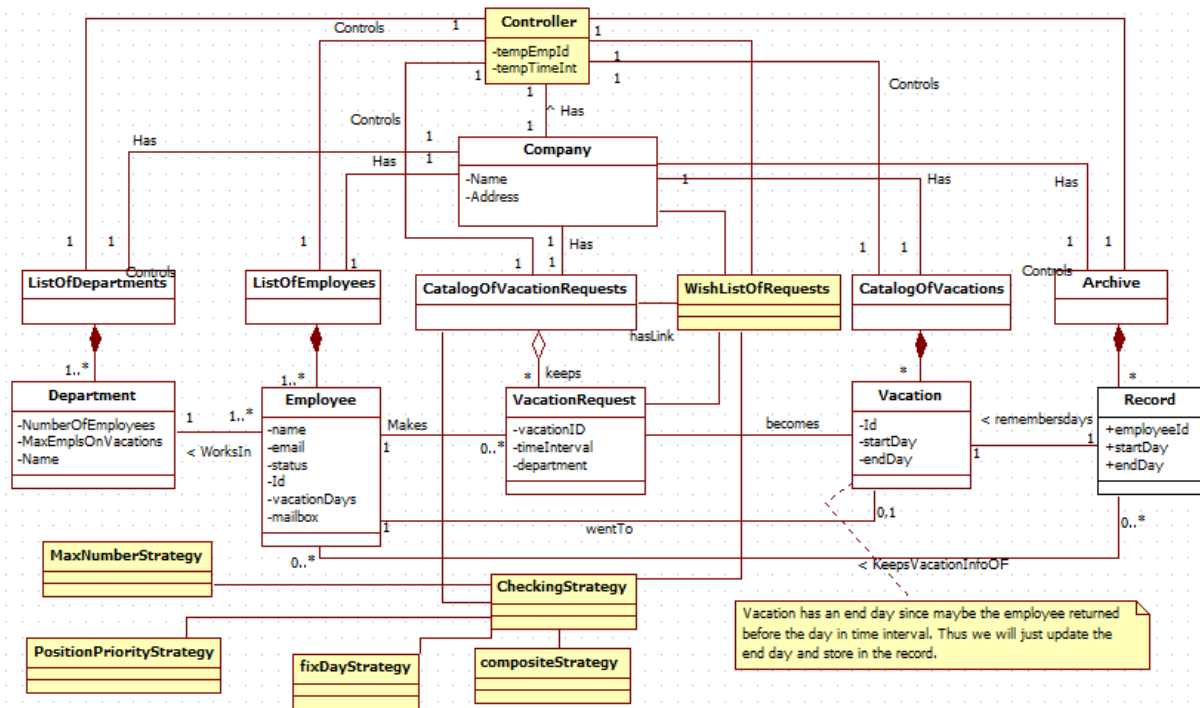 Controller
-tempEmpId
-tempTimeInt
1
Controls
1
1
1
1
1
1
Controls
Controls
1
^ Has
1
Company
-Name
-Address
Has
1
Has
1
1
Has
Has
1
Has
1
1
1
1
1
1
1
1
1
1
1
Controls
Controls
ListOfDepartments
ListOfEmployees
CatalogOfVacationRequests
WishListOfRequests
CatalogOfVacations
Archive
hasLink
1..*
1..*
*
keeps
*
*
Department
-NumberOfEmployees
-MaxEmplsOnVacations
-Name
1
1..*
< WorksIn
Employee
-name
-email
-status
-Id
-vacationDays
-mailbox
Makes
1
0..*
VacationRequest
-vacationID
-timeInterval
-department
becomes
Vacation
-Id
-startDay
-endDay
< remembersdays
1
1
Record
+employeeId
+startDay
+endDay
1
wentTo
0,1
0..*
0..*
< KeepsVacationInfoOF
MaxNumberStrategy
CheckingStrategy
PositionPriorityStrategy
fixDayStrategy
compositeStrategy
Vacation has an end day since maybe the employee returned
before the day in time interval. Thus we will just update the
end day and store in the record.